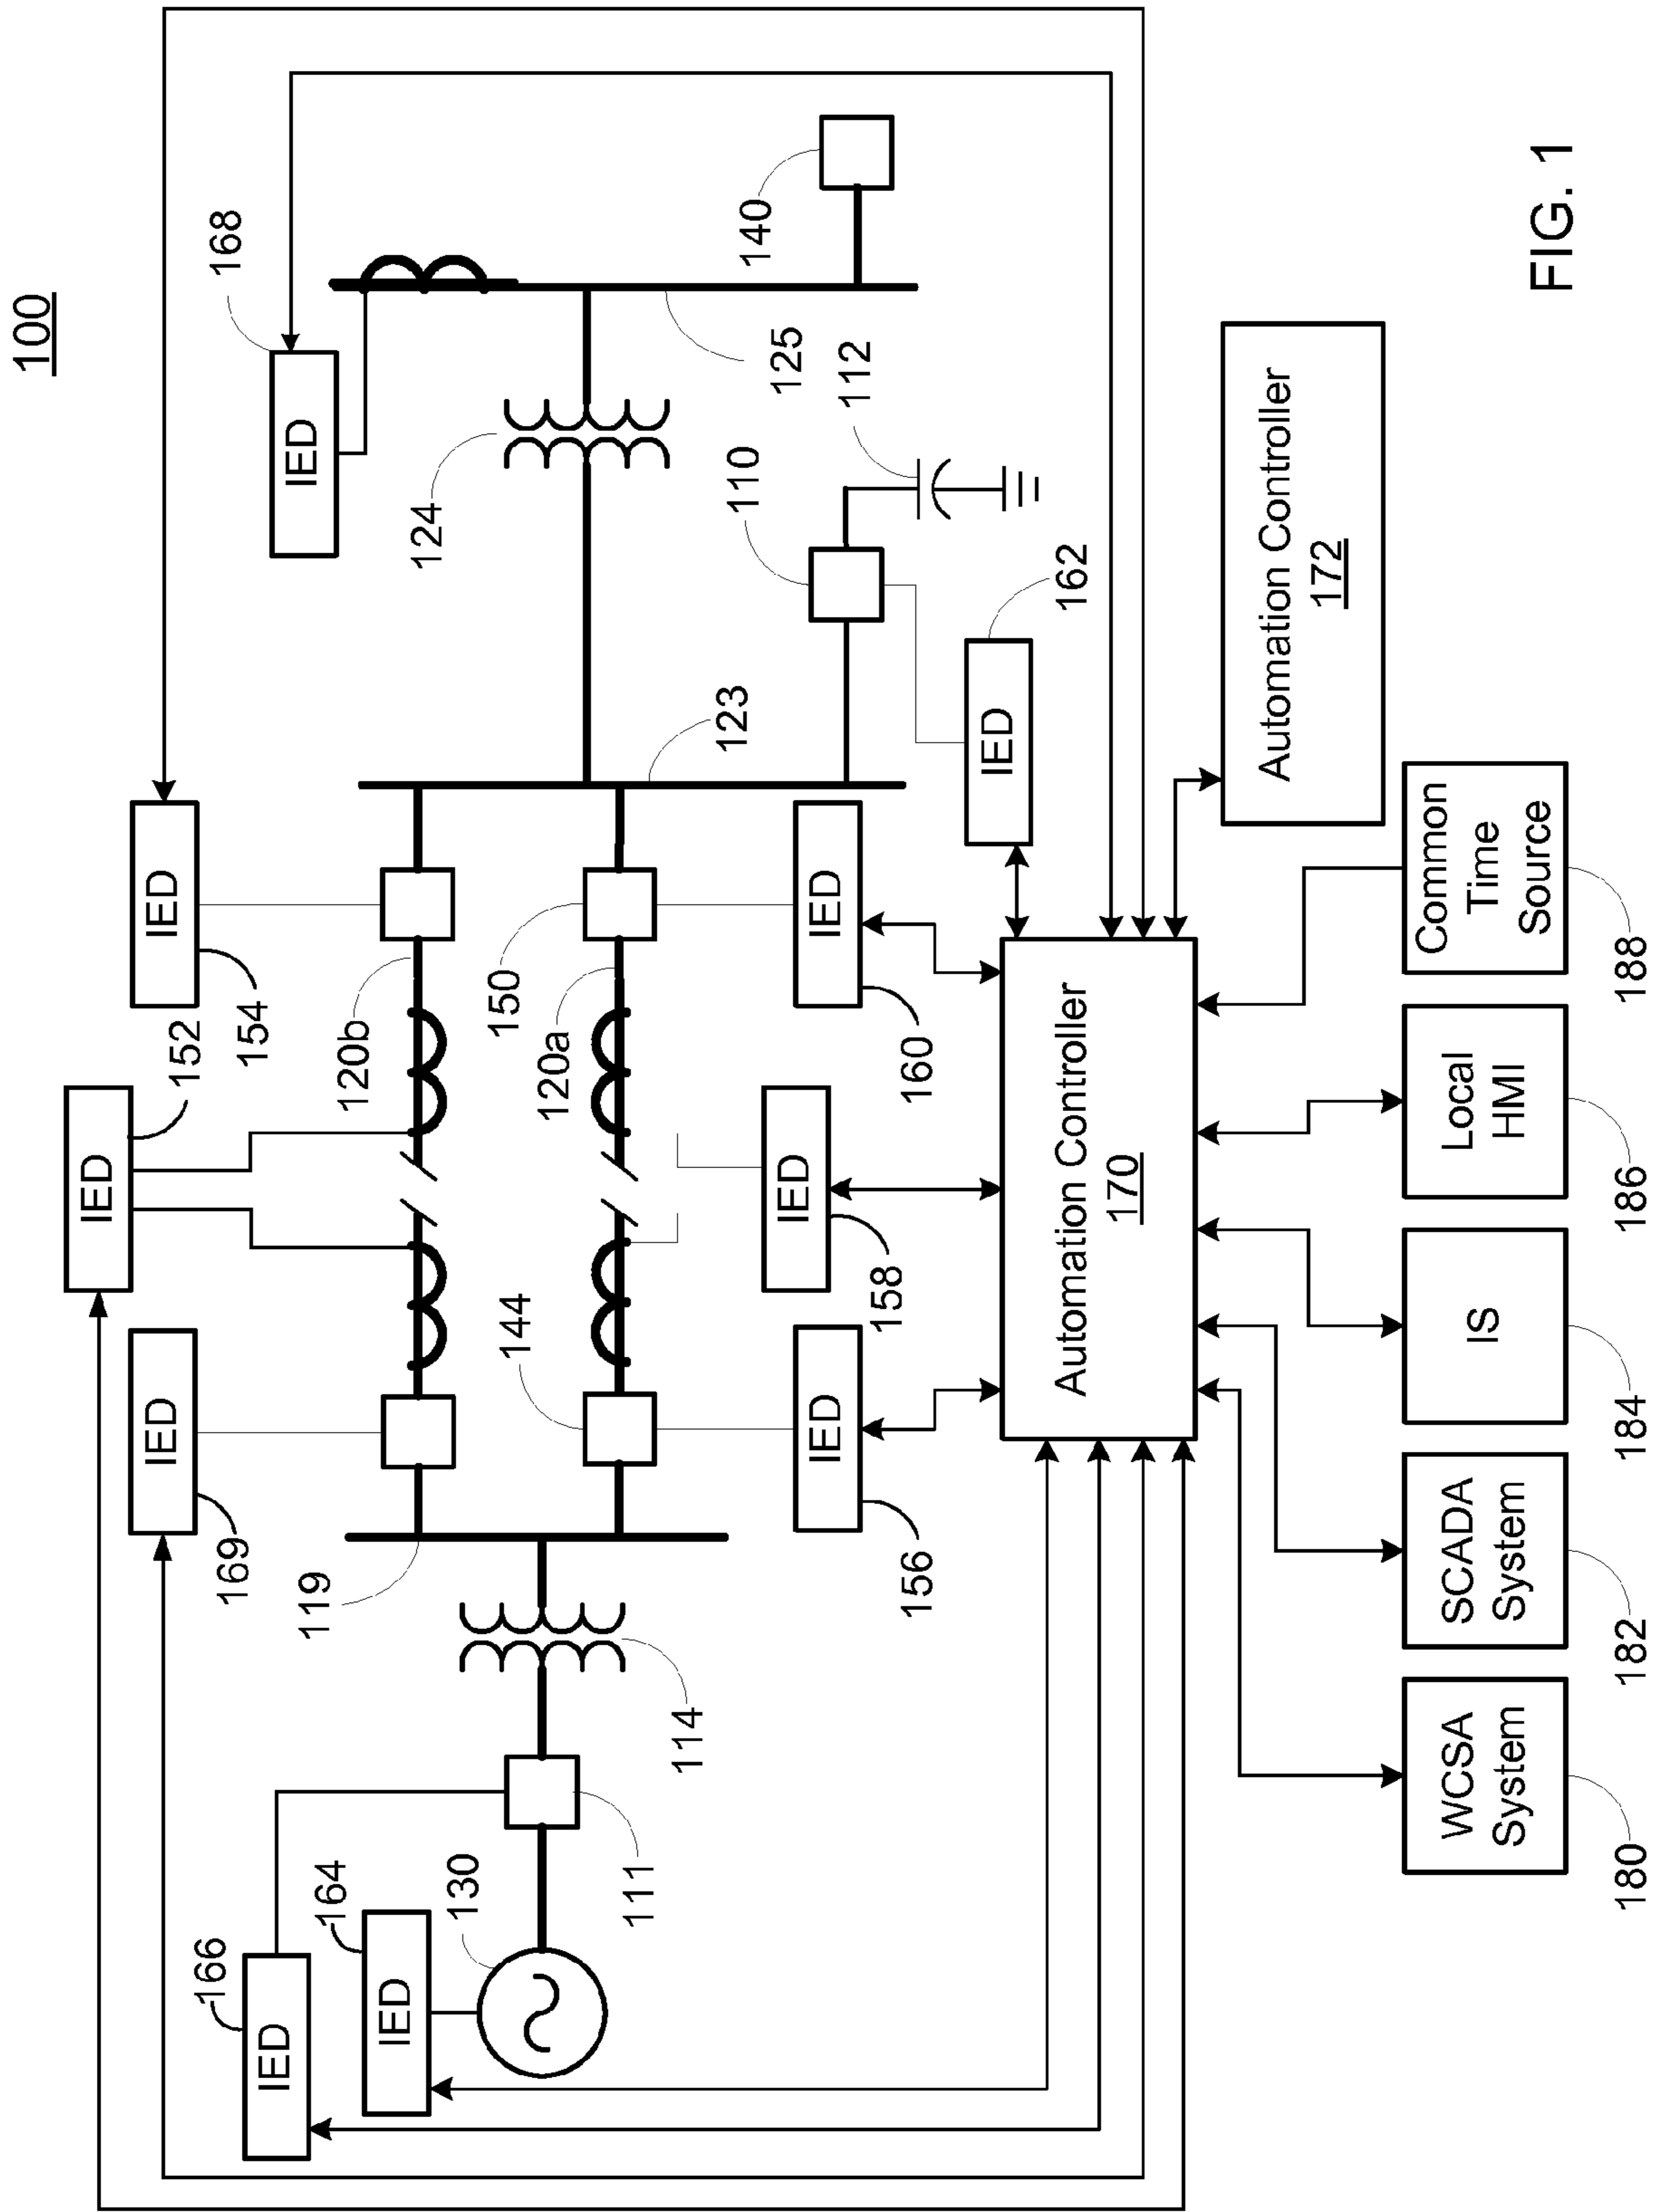 100
IED
152
IED
169
IED
154
IED
168
IED
166
IED
164
130
111
114
119
120b
144
120a
150
123
124
125
140
110
112
IED
156
IED
158
IED
160
IED
162
Automation Controller
170
Automation Controller
172
WCSA
System
180
SCADA
System
182
IS
184
Local
HMI
186
Common
Time
Source
188
FIG. 1